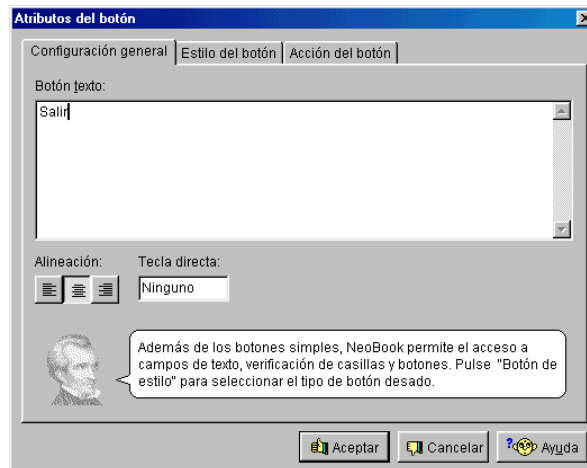 Atributos del botón
Configuración general Estilo del botón Acción del botón
Botón texto:
Salir
Alineación: Tecla directa:
Ninguno
Además de los botones simples, NeoBook permite el acceso a
campos de texto, verificación de casillas y botones. Pulse "Botón de
estilo" para seleccionar el tipo de botón desado.
Aceptar Cancelar Ayuda